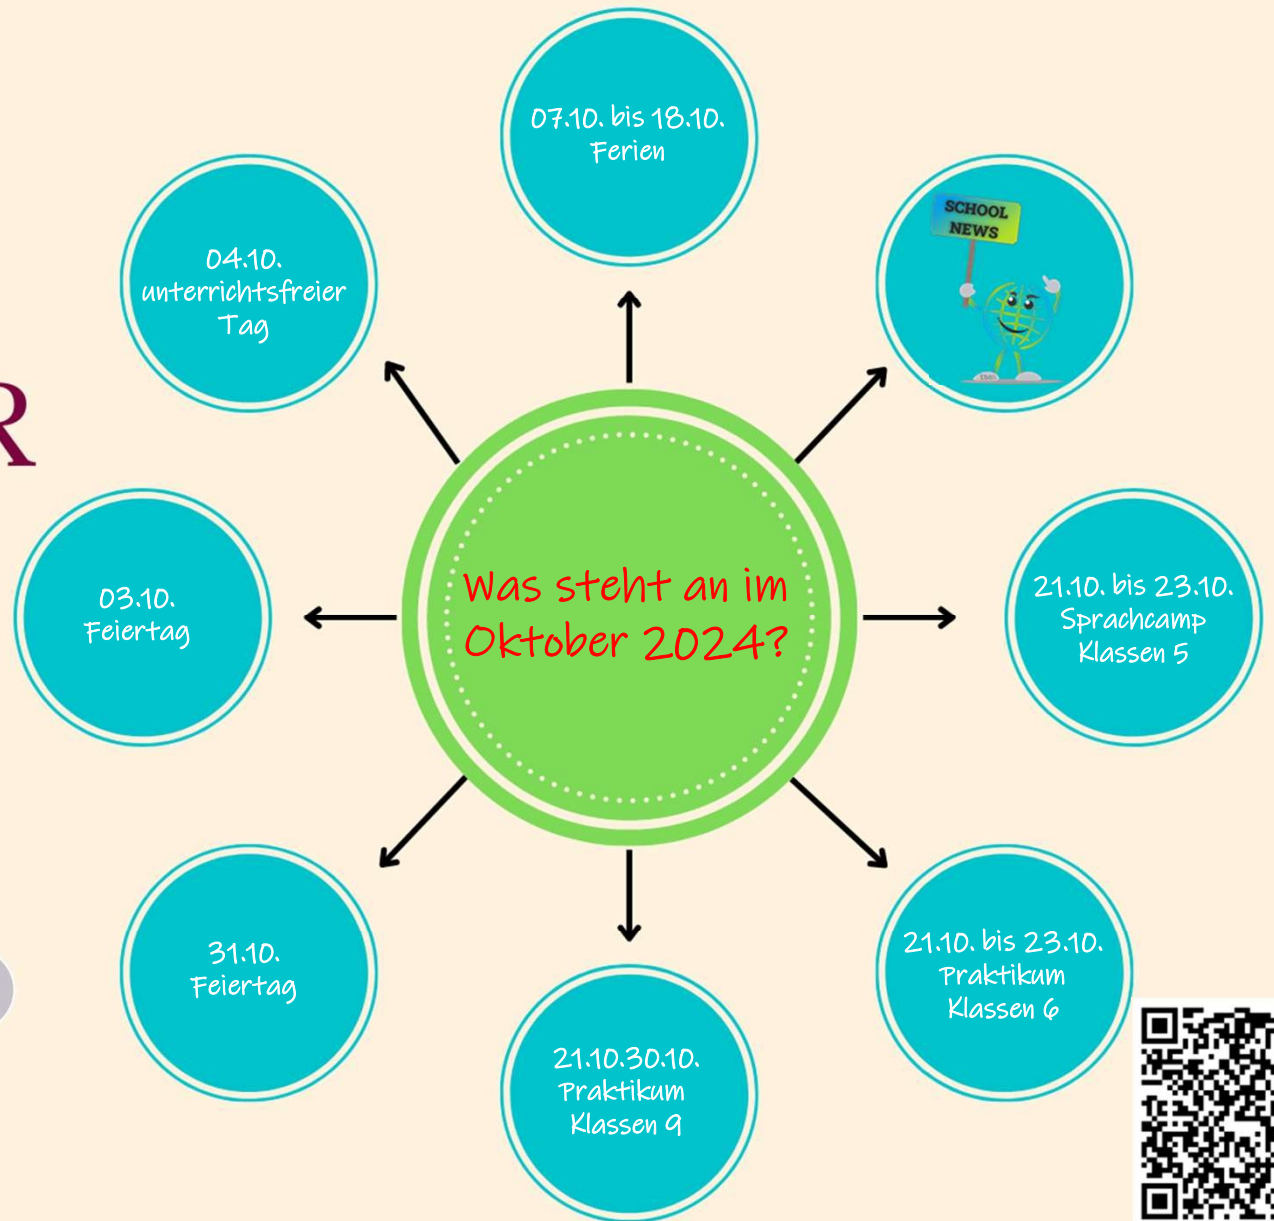 07.10. bis 18.10.
Ferien
SCHOOL
NEWS
04.10.
unterrichtsfreier
Tag
R
03.10.
Feiertag
Was steht an im
Oktober 2024?
21.10. bis 23.10.
Sprachcamp
Klassen 5
31.10.
Feiertag
21.10.30.10.
Praktikum
Klassen 9
21.10. bis 23.10.
Praktikum
Klassen 6